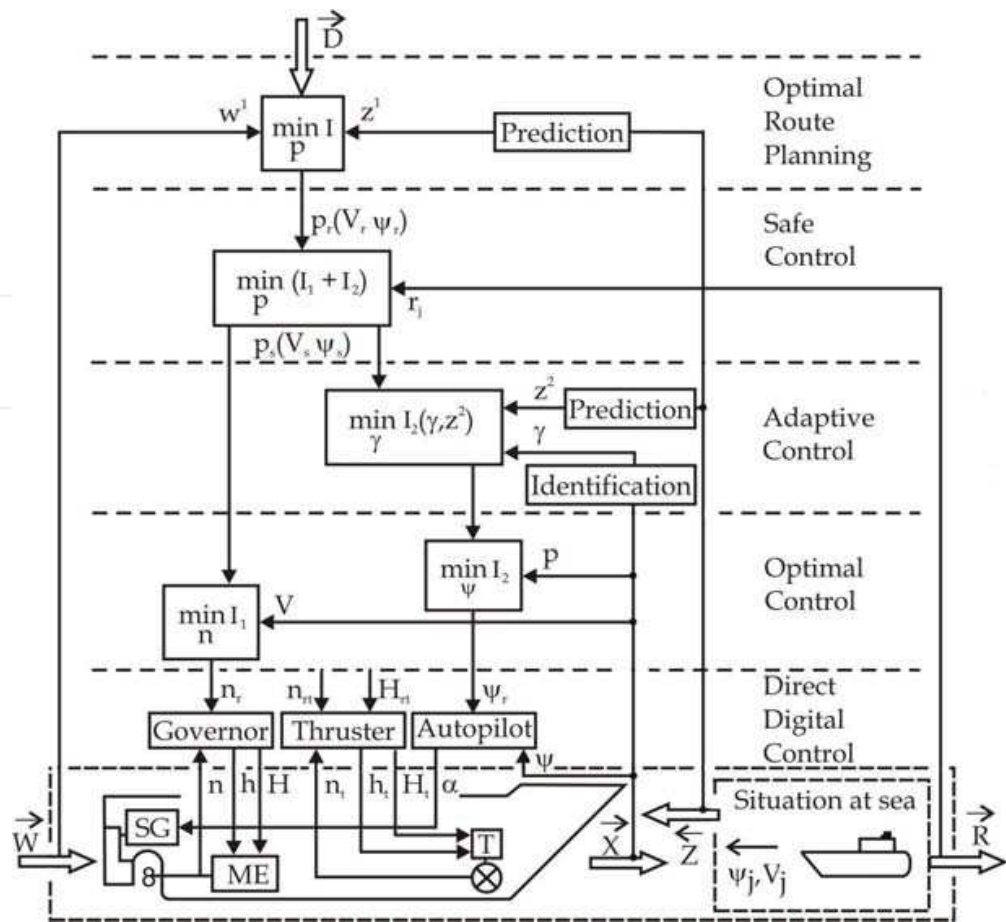 D
w¹
min I
p
z¹
Prediction
Optimal
Route
Planning
pᵣ(Vᵣ ψᵣ)
Safe
Control
min (I₁ + I₂)
p
rⱼ
pₛ(Vₛ ψₛ)
min I₂(γ,z²)
γ
z²
Prediction
γ
Identification
Adaptive
Control
min I₂
ψ
p
min I₁
n
V
Optimal
Control
nᵣ
nᵣₜ
Hᵣₜ
ψᵣ
Direct
Digital
Control
Governor
Thruster
Autopilot
n
h
H
nₜ
hₜ
Hₜ
α
ψ
W
SG
ME
8
T
X
Z
Situation at sea
ψj, Vj
R